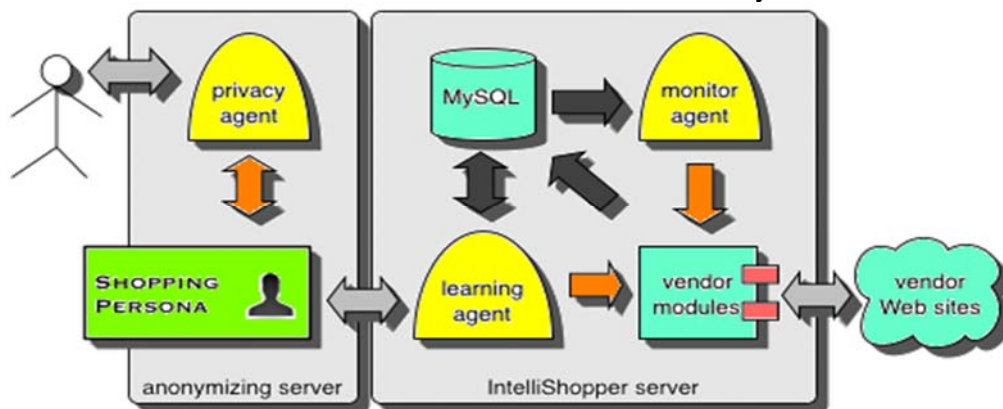 privacy
agent
MySQL
monitor
agent
SHOPPING
PERSONA
learning
agent
vendor
modules
vendor
Web sites
anonymizing server
IntelliShopper server